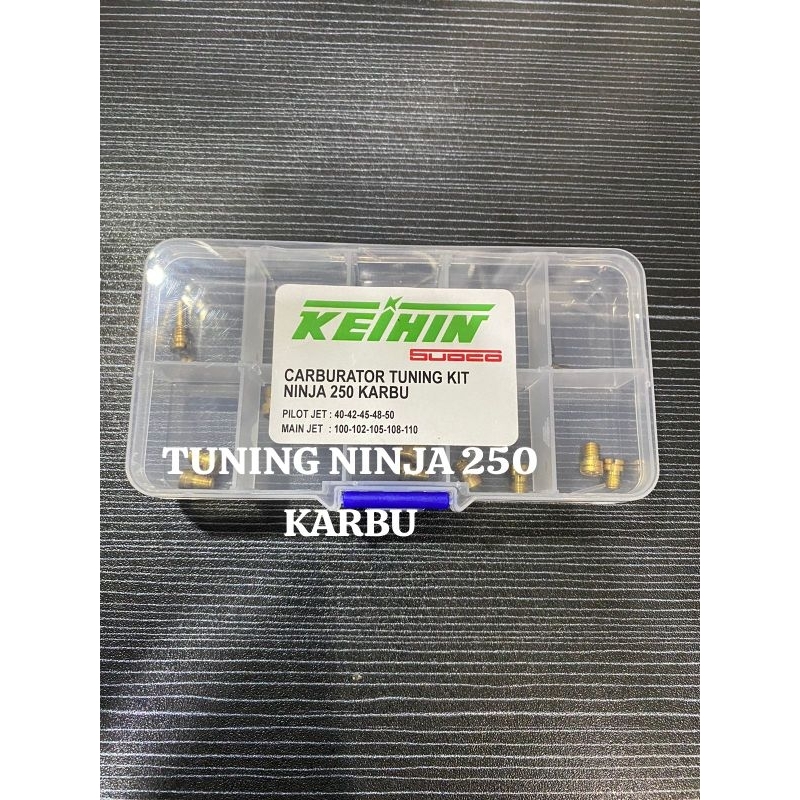 KEIHIN
SUDCO
CARBURATOR TUNING KIT
NINJA 250 KARBU
PILOT JET : 40-42-45-48-50
MAIN JET : 100-102-105-108-110
TUNING NINJA 250
KARBU